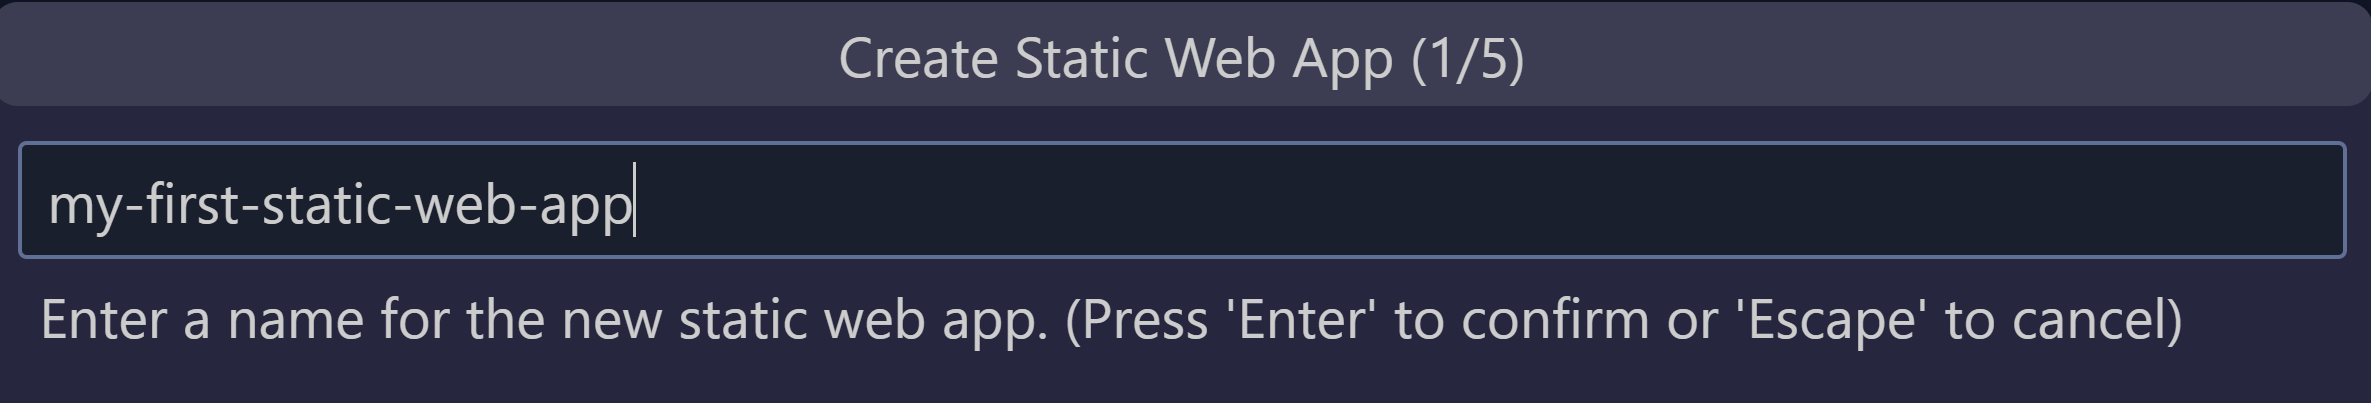 Create Static Web App (1/5)
my-first-static-web-app
Enter a name for the new static web app. (Press 'Enter' to confirm or 'Escape' to cancel)